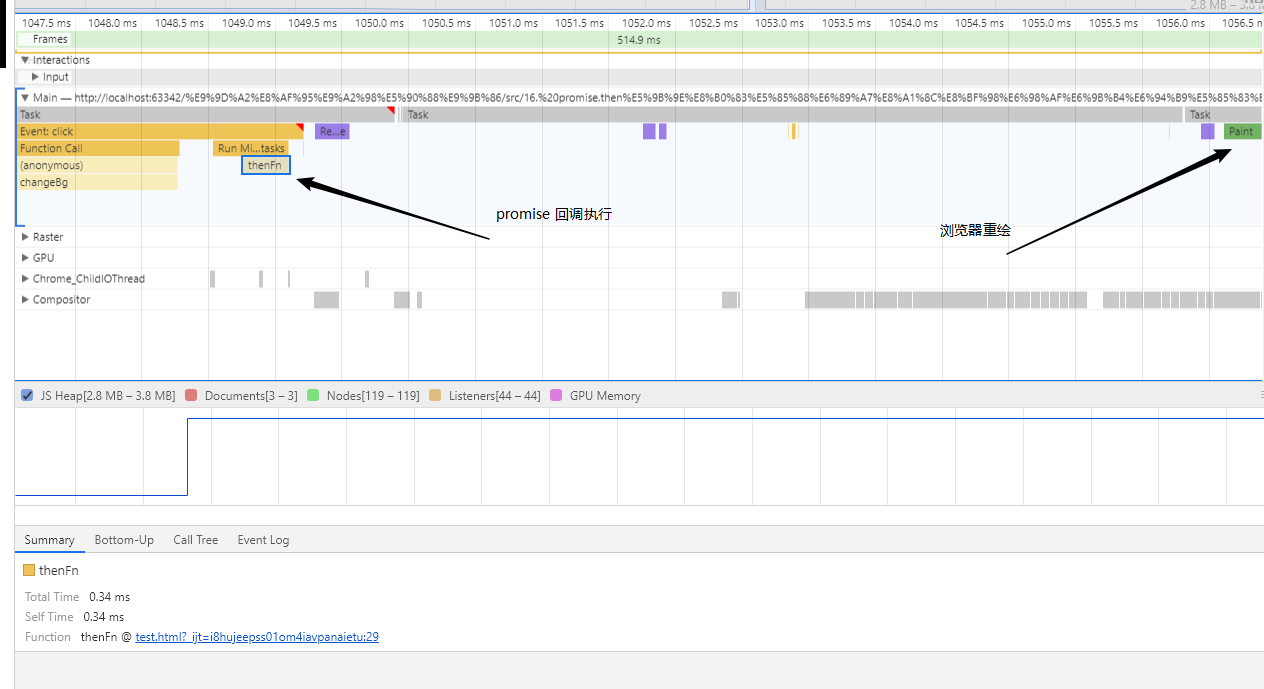 2.8 MB – 3.8 MB
1047.5 ms 1048.0 ms 1048.5 ms 1049.0 ms 1049.5 ms 1050.0 ms 1050.5 ms 1051.0 ms 1051.5 ms 1052.0 ms 1052.5 ms 1053.0 ms 1053.5 ms 1054.0 ms 1054.5 ms 1055.0 ms 1055.5 ms 1056.0 ms 1056.5
Frames 514.9 ms
Interactions
Input
Main — http://localhost:63342/%E9%9D%A2%E8%AF%95%E9%A2%98%E5%90%88%E9%9B%86/src/16.%20promise.then%E5%9B%9E%E8%B0%83%E5%85%88%E6%89%A7%E8%A1%8C%E8%BF%98%E6%98%AF%E6%9B%B4%E6%94%B9%E5%85%83%E
Task Task Task
Event: click Re...e Paint
Function Call Run Mi...tasks
(anonymous) thenFn
changeBg
promise 回调执行
浏览器重绘
Raster
GPU
Chrome_ChildIOThread
Compositor
JS Heap[2.8 MB – 3.8 MB] Documents[3 – 3] Nodes[119 – 119] Listeners[44 – 44] GPU Memory
Summary Bottom-Up Call Tree Event Log
thenFn
Total Time 0.34 ms
Self Time 0.34 ms
Function thenFn @ test.html?_ijt=i8hujeepss01om4iavpanaietu:29